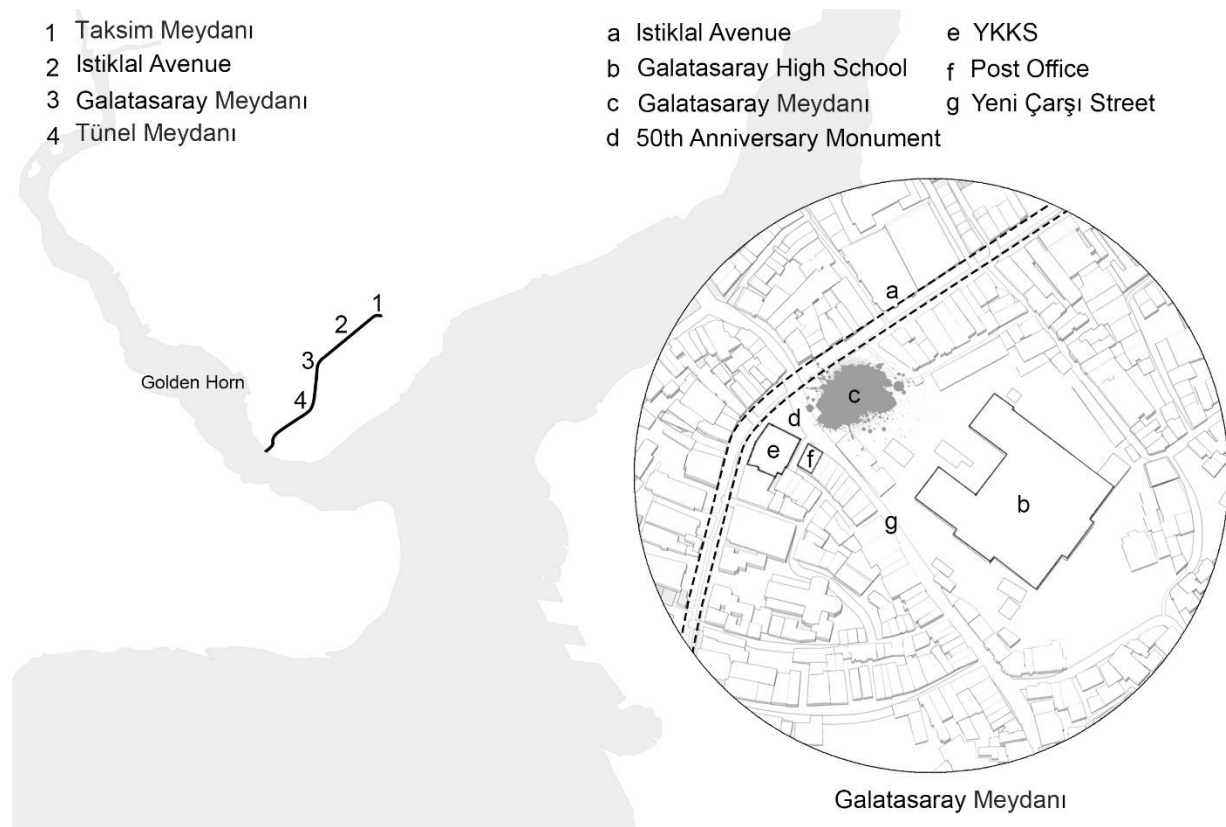 1 Taksim Meydanı
2 Istiklal Avenue
3 Galatasaray Meydanı
4 Tünel Meydanı
a Istiklal Avenue
b Galatasaray High School
c Galatasaray Meydanı
d 50th Anniversary Monument
e YKKS
f Post Office
g Yeni Çarşı Street
1
2
3
4
Golden Horn
a
c
d
e
f
b
g
Galatasaray Meydanı